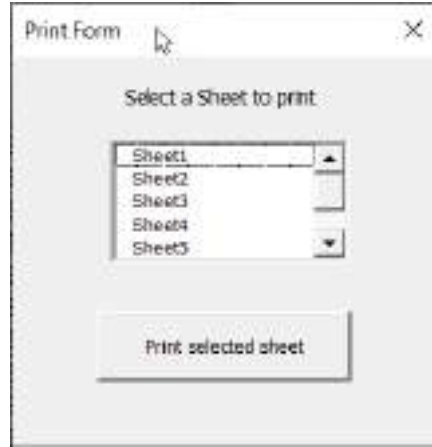 Print Form
Select a Sheet to print
Sheet1
Sheet2
Sheet3
Sheet4
Sheet5
Print selected sheet